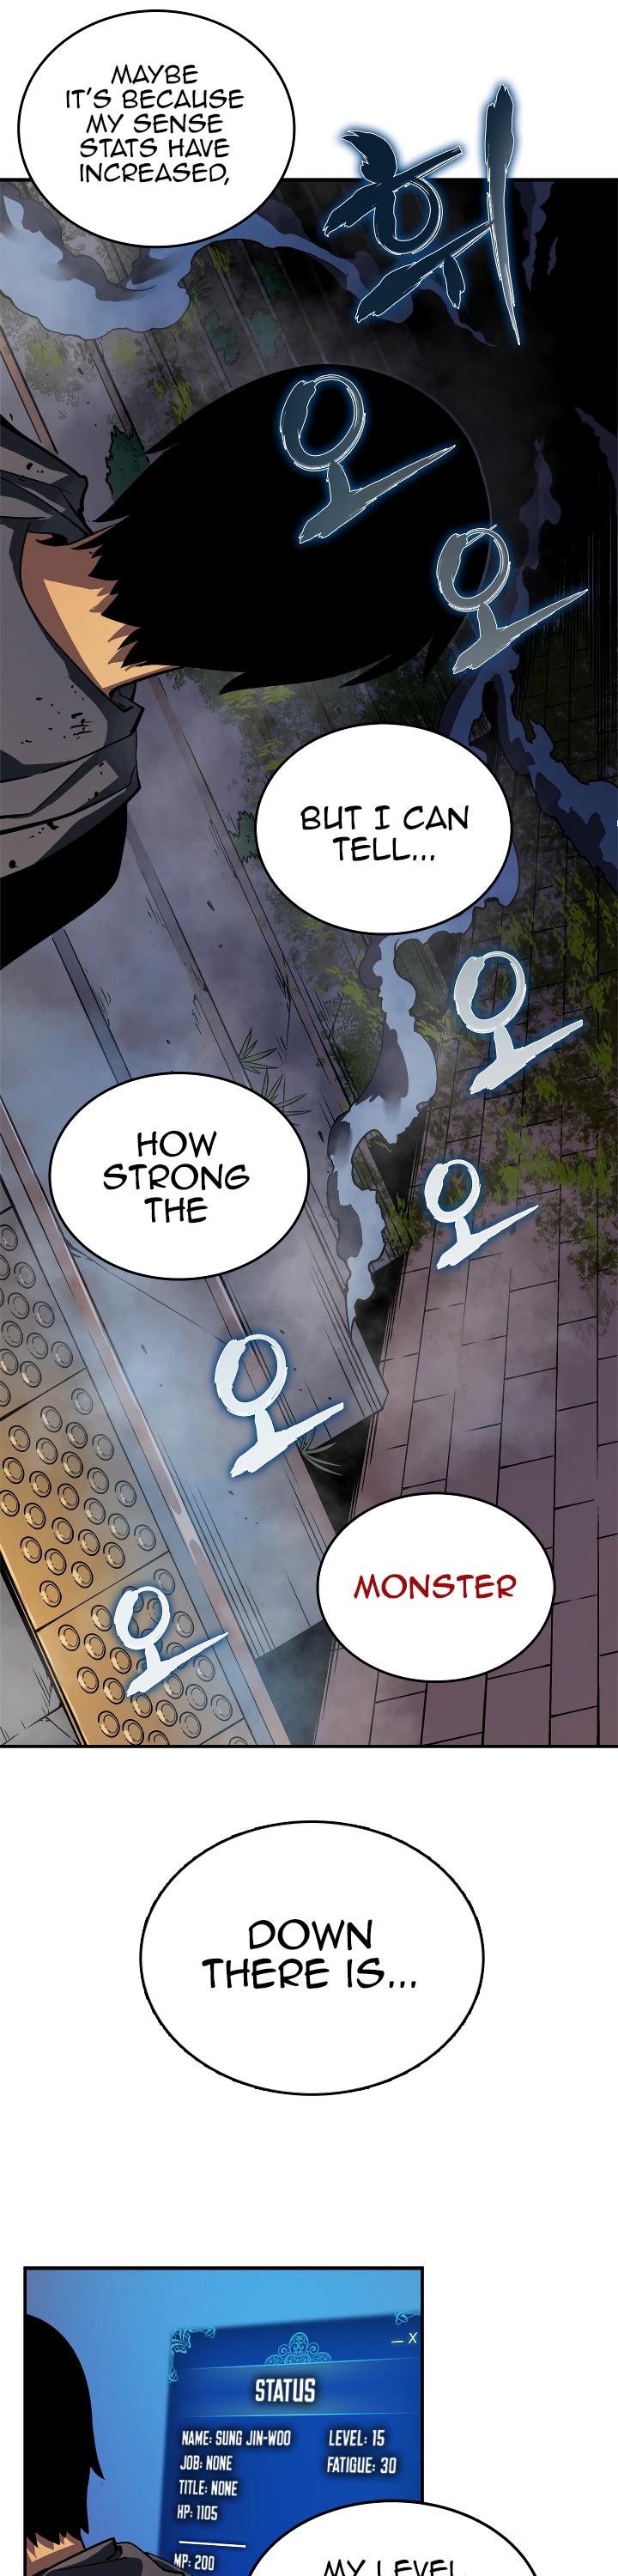 MAYBE
IT'S BECAUSE
MY SENSE
STATS HAVE
INCREASED,
휘
오
오
BUT I CAN
TELL...
오
HOW
STRONG
THE
오
오
MONSTER
오
DOWN
THERE IS...
_ X
STATUS
NAME: SUNG JIN-WOO LEVEL: 15
JOB: NONE FATIGUE: 30
TITLE: NONE
HP: 1105
MP: 200
MY LEVEL